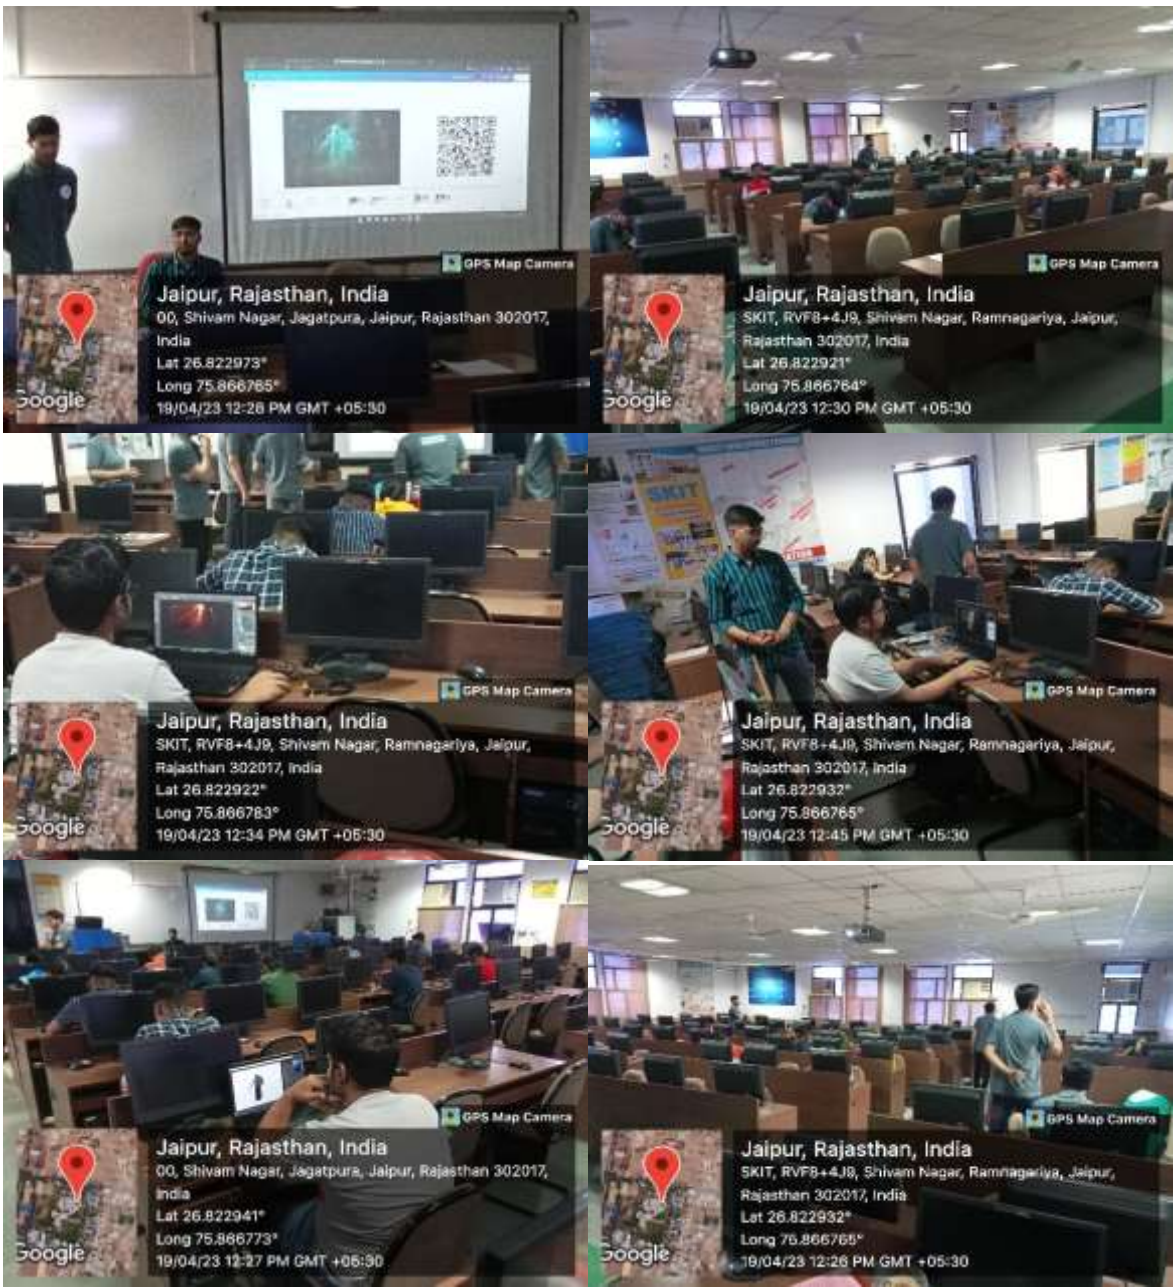 GPS Map Camera
Jaipur, Rajasthan, India
00, Shivam Nagar, Jagatpura, Jaipur, Rajasthan 302017,
India
Lat 26.822973°
Long 75.866765°
19/04/23 12:28 PM GMT +05:30
Google
GPS Map Camera
Jaipur, Rajasthan, India
SKIT, RVF8+4J9, Shivam Nagar, Ramnagariya, Jaipur,
Rajasthan 302017, India
Lat 26.822921°
Long 75.866764°
19/04/23 12:30 PM GMT +05:30
Google
GPS Map Camera
Jaipur, Rajasthan, India
SKIT, RVF8+4J9, Shivam Nagar, Ramnagariya, Jaipur,
Rajasthan 302017, India
Lat 26.822922°
Long 75.866783°
19/04/23 12:34 PM GMT +05:30
Google
SKIT
GPS Map Camera
Jaipur, Rajasthan, India
SKIT, RVF8+4J9, Shivam Nagar, Ramnagariya, Jaipur,
Rajasthan 302017, India
Lat 26.822932°
Long 75.866765°
19/04/23 12:45 PM GMT +05:30
Google
GPS Map Camera
Jaipur, Rajasthan, India
00, Shivam Nagar, Jagatpura, Jaipur, Rajasthan 302017,
India
Lat 26.822941°
Long 75.866773°
19/04/23 12:27 PM GMT +05:30
Google
GPS Map Camera
Jaipur, Rajasthan, India
SKIT, RVF8+4J9, Shivam Nagar, Ramnagariya, Jaipur,
Rajasthan 302017, India
Lat 26.822932°
Long 75.866765°
19/04/23 12:26 PM GMT +05:30
Google